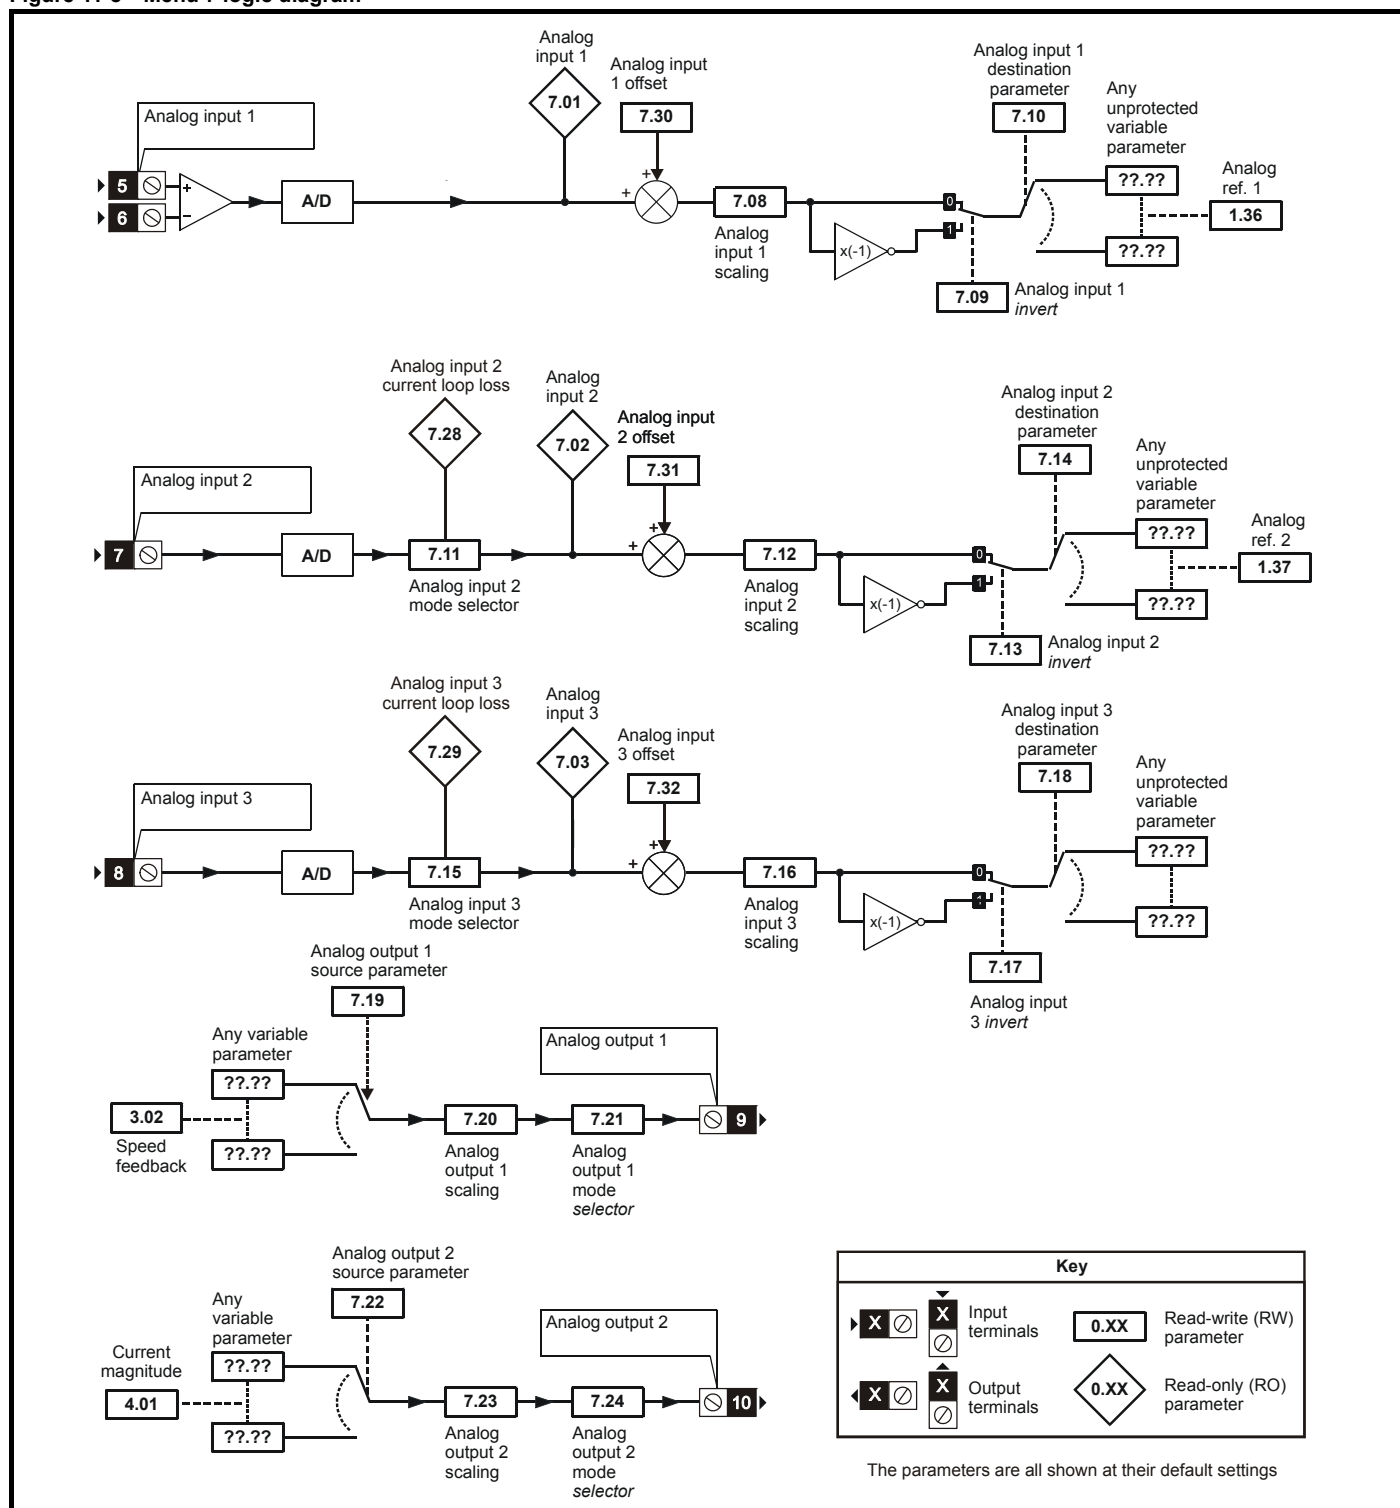 Analog
input 1
Analog input
1 offset
Analog input 1
destination
parameter
Any
unprotected
variable
parameter
Analog
ref. 1
Analog input 1
7.01
7.30
7.10
??.??
5
+
6
−
A/D
+
+
7.08
0
1
x(-1)
1.36
??.??
Analog
input 1
scaling
7.09
Analog input 1
invert
Analog input 2
current loop loss
Analog
input 2
Analog input
2 offset
Analog input 2
destination
parameter
Any
unprotected
variable
parameter
Analog
ref. 2
7.28
7.02
7.31
7.14
Analog input 2
??.??
7
A/D
7.11
+
+
7.12
0
1
x(-1)
1.37
??.??
Analog input 2
mode selector
Analog
input 2
scaling
7.13
Analog input 2
invert
Analog input 3
current loop loss
Analog
input 3
Analog input
3 offset
Analog input 3
destination
parameter
Any
unprotected
variable
parameter
7.29
7.03
7.32
7.18
Analog input 3
??.??
8
A/D
7.15
+
+
7.16
0
1
x(-1)
??.??
Analog input 3
mode selector
Analog
input 3
scaling
7.17
Analog input
3 invert
Analog output 1
source parameter
7.19
Any variable
parameter
Analog output 1
??.??
3.02
7.20
7.21
9
Speed
feedback
??.??
Analog
output 1
scaling
Analog
output 1
mode
selector
Analog output 2
source parameter
7.22
Any
variable
parameter
Analog output 2
Current
magnitude
??.??
4.01
7.23
7.24
10
??.??
Analog
output 2
scaling
Analog
output 2
mode
selector
Key
X
X
Input
terminals
0.XX
Read-write (RW)
parameter
X
X
Output
terminals
0.XX
Read-only (RO)
parameter
The parameters are all shown at their default settings